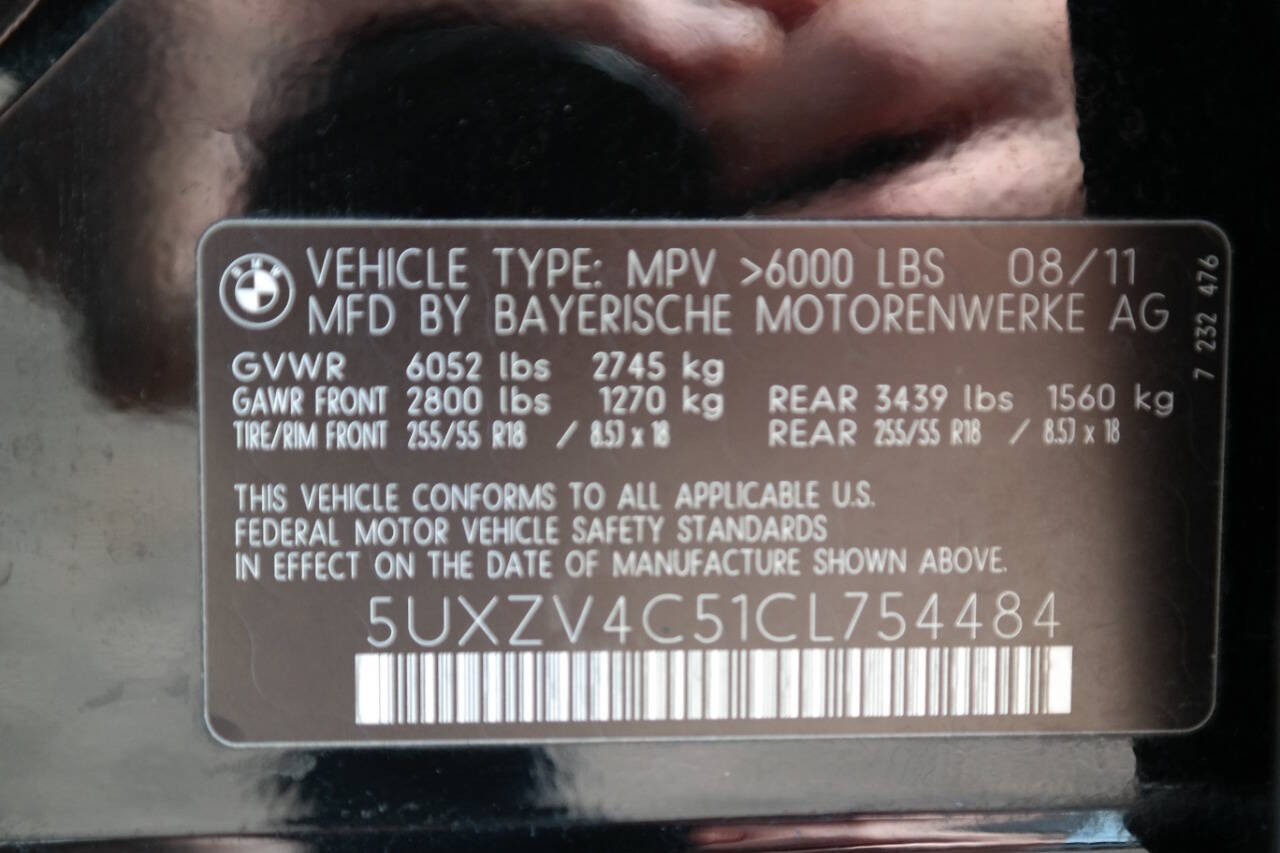 BMW
VEHICLE TYPE: MPV >6000 LBS 08/11
MFD BY BAYERISCHE MOTORENWERKE AG
7 232 476
GVWR 6052 lbs 2745 kg
GAWR FRONT 2800 lbs 1270 kg REAR 3439 lbs 1560 kg
TIRE/RIM FRONT 255/55 R18 / 8.5J x 18 REAR 255/55 R18 / 8.5J x 18
THIS VEHICLE CONFORMS TO ALL APPLICABLE U.S.
FEDERAL MOTOR VEHICLE SAFETY STANDARDS
IN EFFECT ON THE DATE OF MANUFACTURE SHOWN ABOVE.
5UXZV4C51CL754484